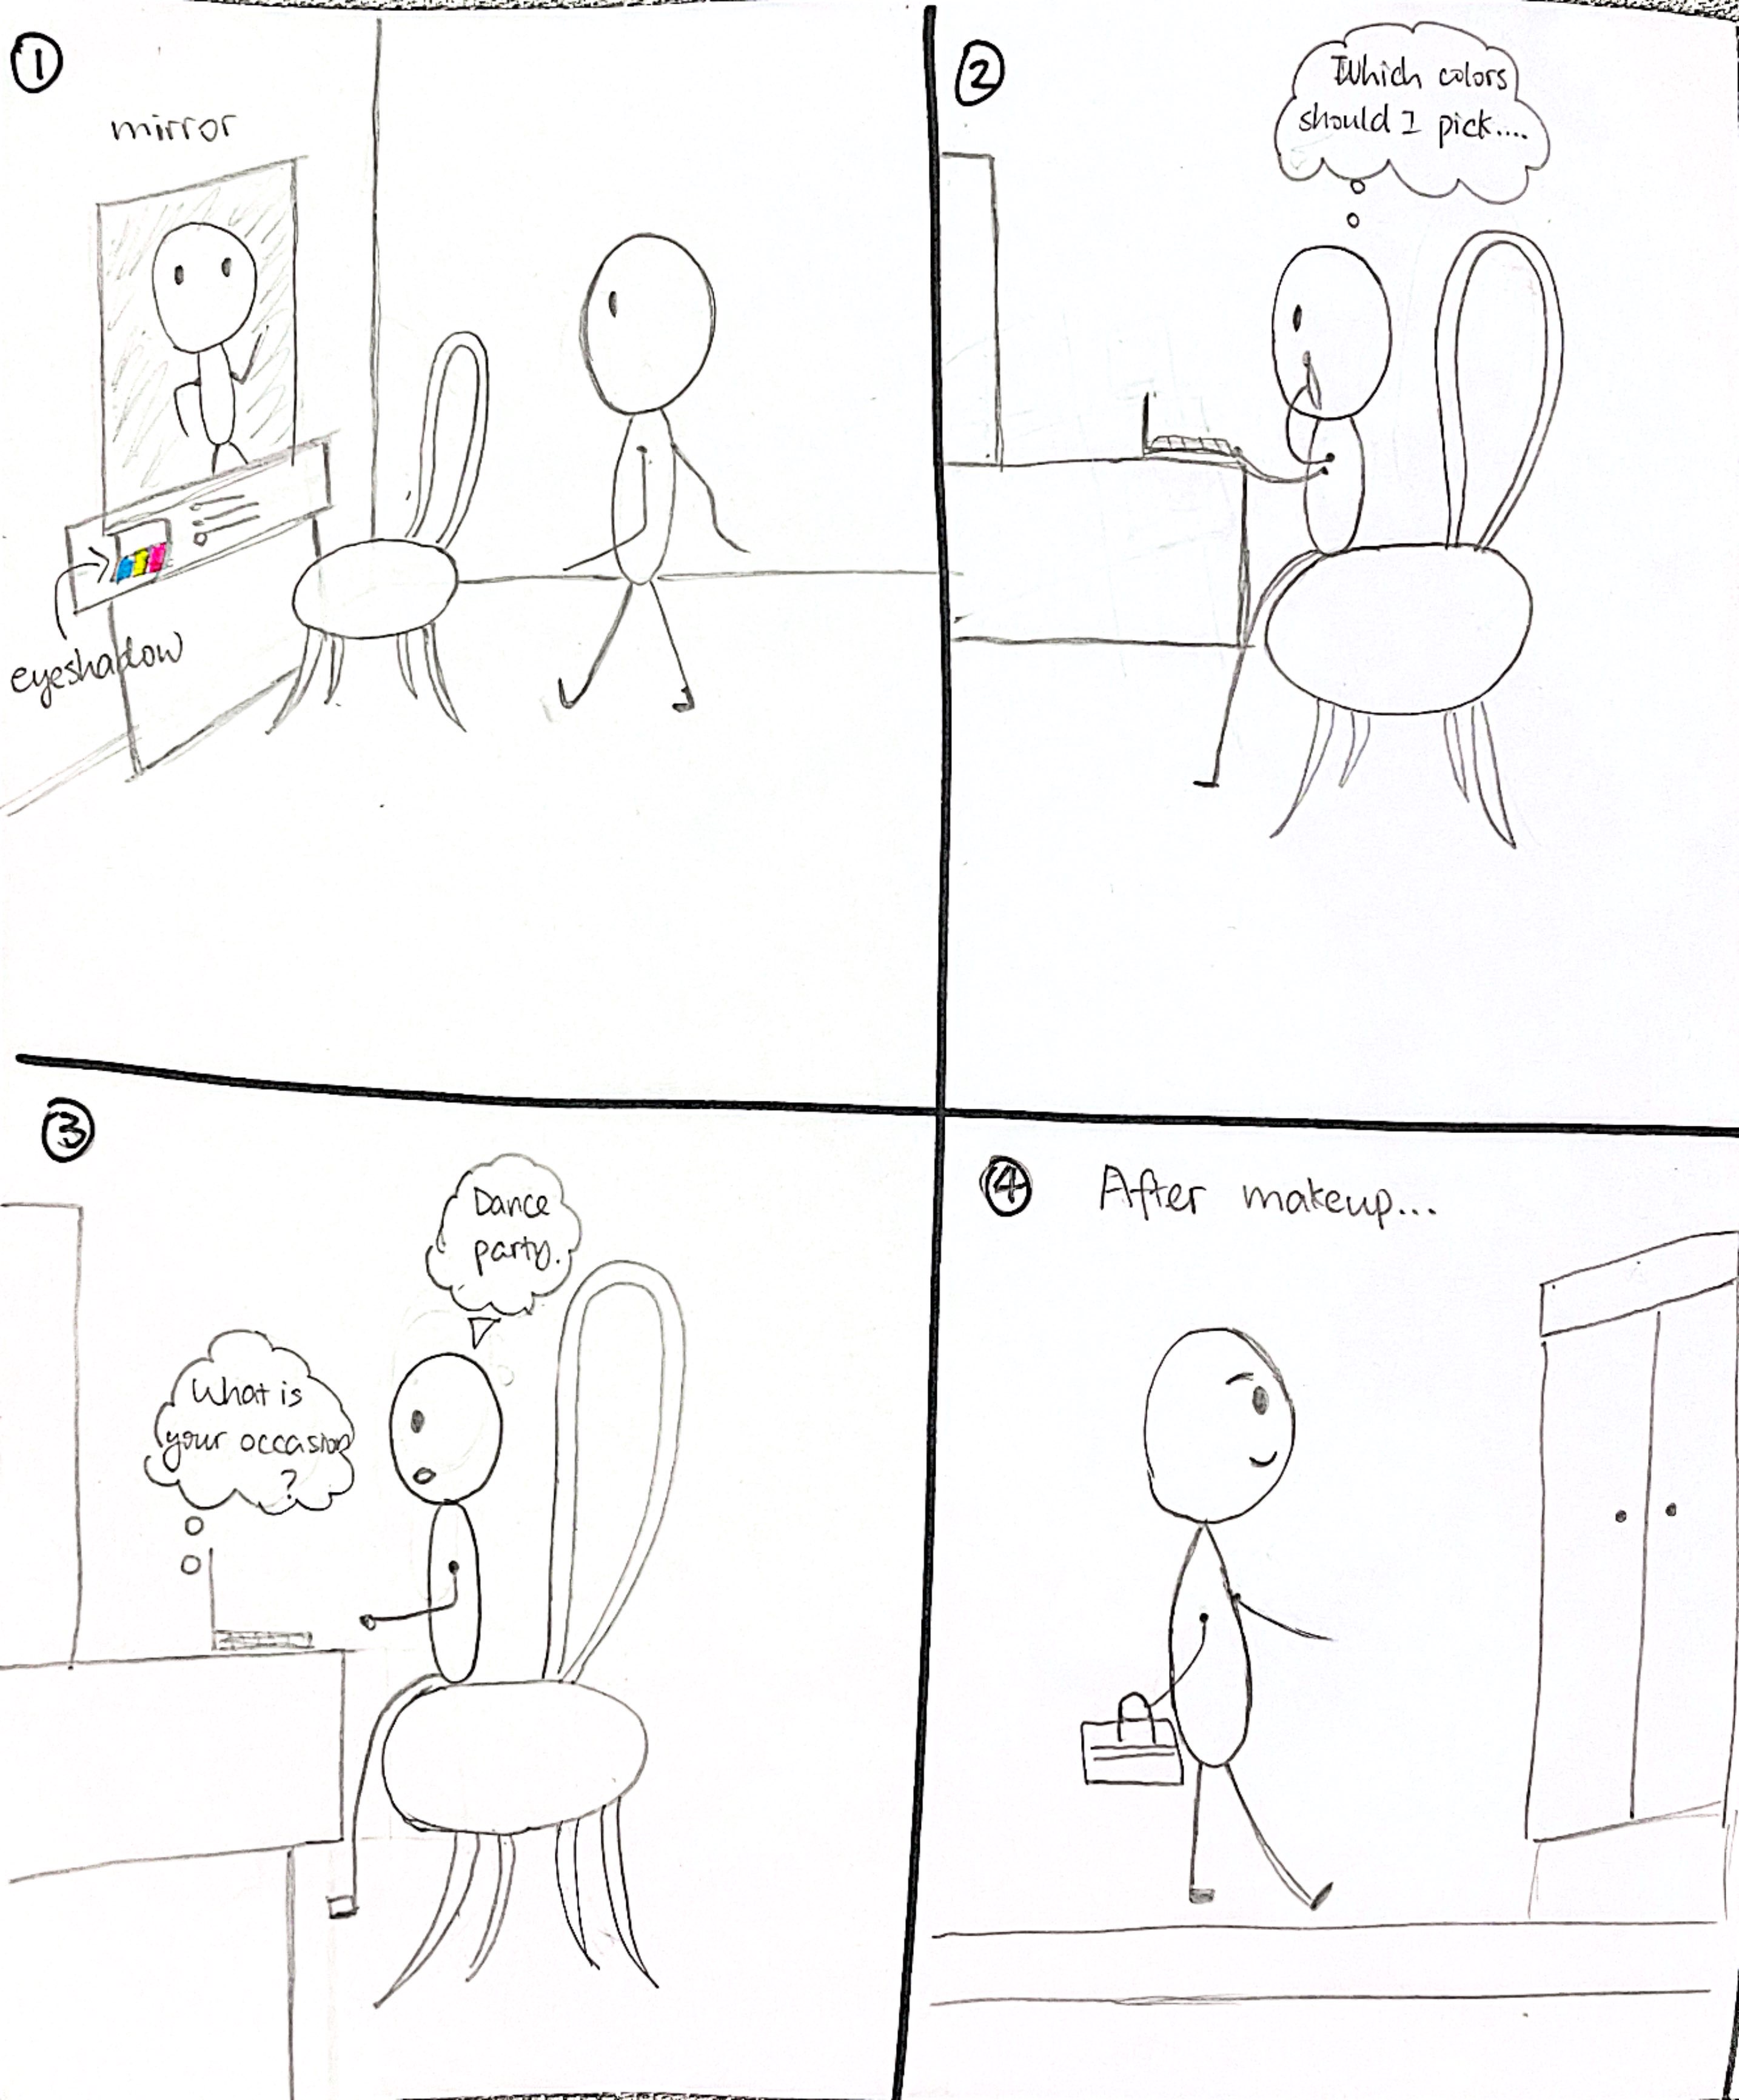 ①
mirror
eyeshadow
②
Which colors
should I pick....
③
Dance
party.
What is
your occasion
?
④ After makeup...